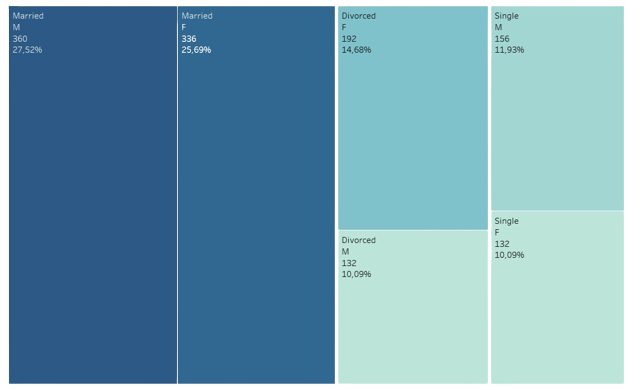 Married
M
360
27,52%
Married
F
336
25,69%
Divorced
F
192
14,68%
Divorced
M
132
10,09%
Single
M
156
11,93%
Single
F
132
10,09%